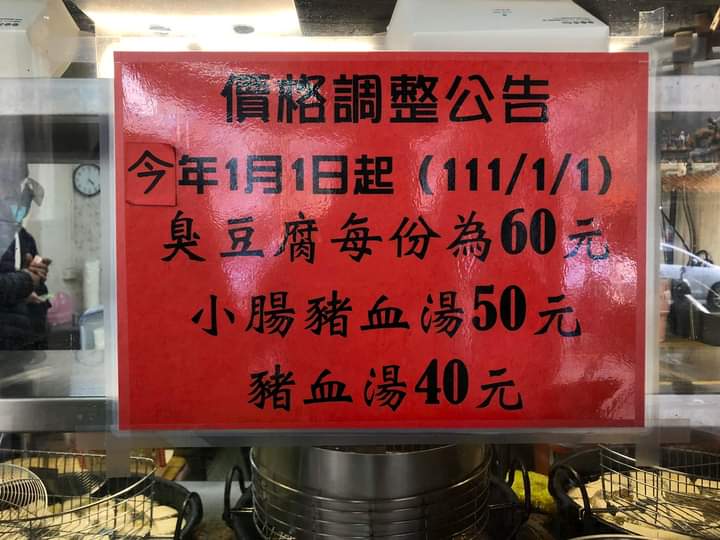 價格調整公告
今年1月1日起（111/1/1）
臭豆腐每份為60元
小腸豬血湯50元
豬血湯40元